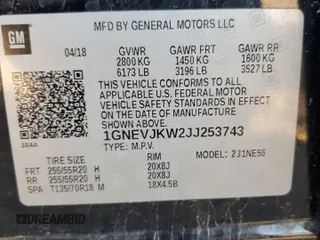 GM
MFD BY GENERAL MOTORS LLC
04/18 GVWR GAWR FRT GAWR RR
2800 KG 1450 KG 1600 KG
6173 LB 3196 LB 3527 LB
THIS VEHICLE CONFORMS TO ALL APPLICABLE
U.S. FEDERAL MOTOR VEHICLE SAFETY
STANDARDS IN EFFECT ON THE DATE OF
MANUFACTURE SHOWN ABOVE.
1GNEVJKW2JJ253743
TYPE: M.P.V. MODEL: 231NE56
TIRE SIZE RIM
FRT 255/55R20 H 20X8J
RR 255/55R20 H 20X8J
SPA T135/70R18 M 18X4.5B
AUTOBIDMASTER